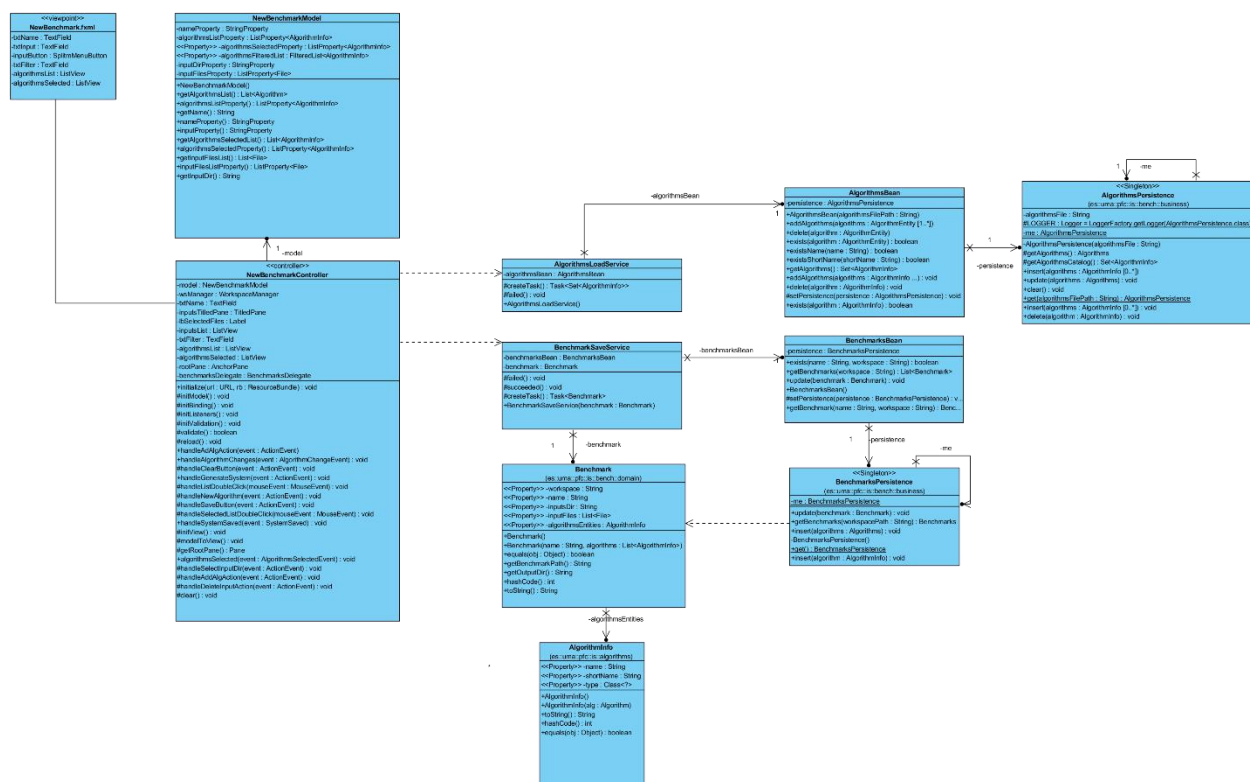 <<viewpoint>>
NewBenchmark.fxml
-txtName : TextField
-txtInput : TextField
-inputButton : SplitMenuButton
-txtFilter : TextField
-algorithmsList : ListView
-algorithmsSelected : ListView
NewBenchmarkModel
-nameProperty : StringProperty
-algorithmsListProperty : ListProperty<AlgorithmInfo>
<<Property>> -algorithmsSelectedProperty : ListProperty<AlgorithmInfo>
<<Property>> -algorithmsFilteredList : FilteredList<AlgorithmInfo>
-inputDirProperty : StringProperty
-inputFilesProperty : ListProperty<File>
+NewBenchmarkModel()
+getAlgorithmsList() : List<Algorithm>
+algorithmsListProperty() : ListProperty<AlgorithmInfo>
+getName() : String
+nameProperty() : StringProperty
+inputProperty() : StringProperty
+getAlgorithmsSelectedList() : List<AlgorithmInfo>
+algorithmsSelectedProperty() : ListProperty<AlgorithmInfo>
+getInputFilesList() : List<File>
+inputFilesListProperty() : ListProperty<File>
+getInputDir() : String
1
-model
<<controller>>
NewBenchmarkController
-model : NewBenchmarkModel
-wsManager : WorkspaceManager
-txtName : TextField
-inputsTitledPane : TitledPane
-lbSelectedFiles : Label
-inputsList : ListView
-txtFilter : TextField
-algorithmsList : ListView
-algorithmsSelected : ListView
-rootPane : AnchorPane
-benchmarksDelegate : BenchmarksDelegate
+initialize(url : URL, rb : ResourceBundle) : void
#initModel() : void
#initBinding() : void
#initListeners() : void
#initValidation() : void
#validate() : boolean
#reload() : void
+handleAdAlgAction(event : ActionEvent)
+handleAlgorithmChanges(event : AlgorithmChangeEvent) : void
#handleClearButton(event : ActionEvent) : void
+handleGenerateSystem(event : ActionEvent) : void
#handleListDoubleClick(mouseEvent : MouseEvent) : void
#handleNewAlgorithm(event : ActionEvent) : void
#handleSaveButton(event : ActionEvent) : void
#handleSelectedListDoubleClick(mouseEvent : MouseEvent) : void
+handleSystemSaved(event : SystemSaved) : void
#initView() : void
#modelToView() : void
#getRootPane() : Pane
+algorithmsSelected(event : AlgorithmsSelectedEvent) : void
#handleSelectInputDir(event : ActionEvent) : void
#handleAddAlgAction(event : ActionEvent) : void
#handleDeleteInputAction(event : ActionEvent) : void
#clear() : void
-algorithmsBean
1
AlgorithmsLoadService
-algorithmsBean : AlgorithmsBean
#createTask() : Task<Set<AlgorithmInfo>>
#failed() : void
+AlgorithmsLoadService()
AlgorithmsBean
-persistence : AlgorithmsPersistence
+AlgorithmsBean(algorithmsFilePath : String)
+addAlgorithms(algorithms : AlgorithmEntity [1..*])
+delete(algorithm : AlgorithmEntity)
+exists(algorithm : AlgorithmEntity) : boolean
+existsName(name : String) : boolean
+existsShortName(shortName : String) : boolean
+getAlgorithms() : Set<AlgorithmInfo>
+addAlgorithms(algorithms : AlgorithmInfo ...) : void
+delete(algorithm : AlgorithmInfo) : void
#setPersistence(persistence : AlgorithmsPersistence) : void
+exists(algorithm : AlgorithmInfo) : boolean
1
-persistence
1
-me
<<Singleton>>
AlgorithmsPersistence
(es::uma::pfc::is::bench::business)
-algorithmsFile : String
#LOGGER : Logger = LoggerFactory.getLogger(AlgorithmsPersistence.class
-me : AlgorithmsPersistence
-AlgorithmsPersistence(algorithmsFile : String)
#getAlgorithms() : Algorithms
#getAlgorithmsCatalog() : Set<AlgorithmInfo>
+insert(algorithms : AlgorithmInfo [0..*]) : void
+update(algorithms : Algorithms) : void
+clear() : void
+get(algorithmsFilePath : String) : AlgorithmsPersistence
+insert(algorithms : AlgorithmInfo [0..*]) : void
+delete(algorithm : AlgorithmInfo) : void
BenchmarkSaveService
-benchmarksBean : BenchmarksBean
-benchmark : Benchmark
#failed() : void
#succeeded() : void
#createTask() : Task<Benchmark>
+BenchmarkSaveService(benchmark : Benchmark)
-benchmarksBean
BenchmarksBean
-persistence : BenchmarksPersistence
+exists(name : String, workspace : String) : boolean
+getBenchmarks(workspace : String) : List<Benchmark>
+update(benchmark : Benchmark) : void
+BenchmarksBean()
#setPersistence(persistence : BenchmarksPersistence) : v...
+getBenchmark(name : String, workspace : String) : Benc...
1
-persistence
-me
1
-benchmark
Benchmark
(es::uma::pfc::is::bench::domain)
<<Property>> -workspace : String
<<Property>> -name : String
<<Property>> -inputsDir : String
<<Property>> -inputFiles : List<File>
<<Property>> -algorithmsEntities : AlgorithmInfo
+Benchmark()
+Benchmark(name : String, algorithms : List<AlgorithmInfo>)
+equals(obj : Object) : boolean
+getBenchmarkPath() : String
+getOutputDir() : String
+hashCode() : int
+toString() : String
<<Singleton>>
BenchmarksPersistence
(es::uma::pfc::is::bench::business)
-me : BenchmarksPersistence
+update(benchmark : Benchmark) : void
+getBenchmarks(workspacePath : String) : Benchmarks
+insert(algorithms : Algorithms) : void
-BenchmarksPersistence()
+get() : BenchmarksPersistence
+insert(algorithm : AlgorithmInfo) : void
-algorithmsEntities
AlgorithmInfo
(es::uma::pfc::is::algorithms)
<<Property>> -name : String
<<Property>> -shortName : String
<<Property>> -type : Class<?>
+AlgorithmInfo()
+AlgorithmInfo(alg : Algorithm)
+toString() : String
+hashCode() : int
+equals(obj : Object) : boolean